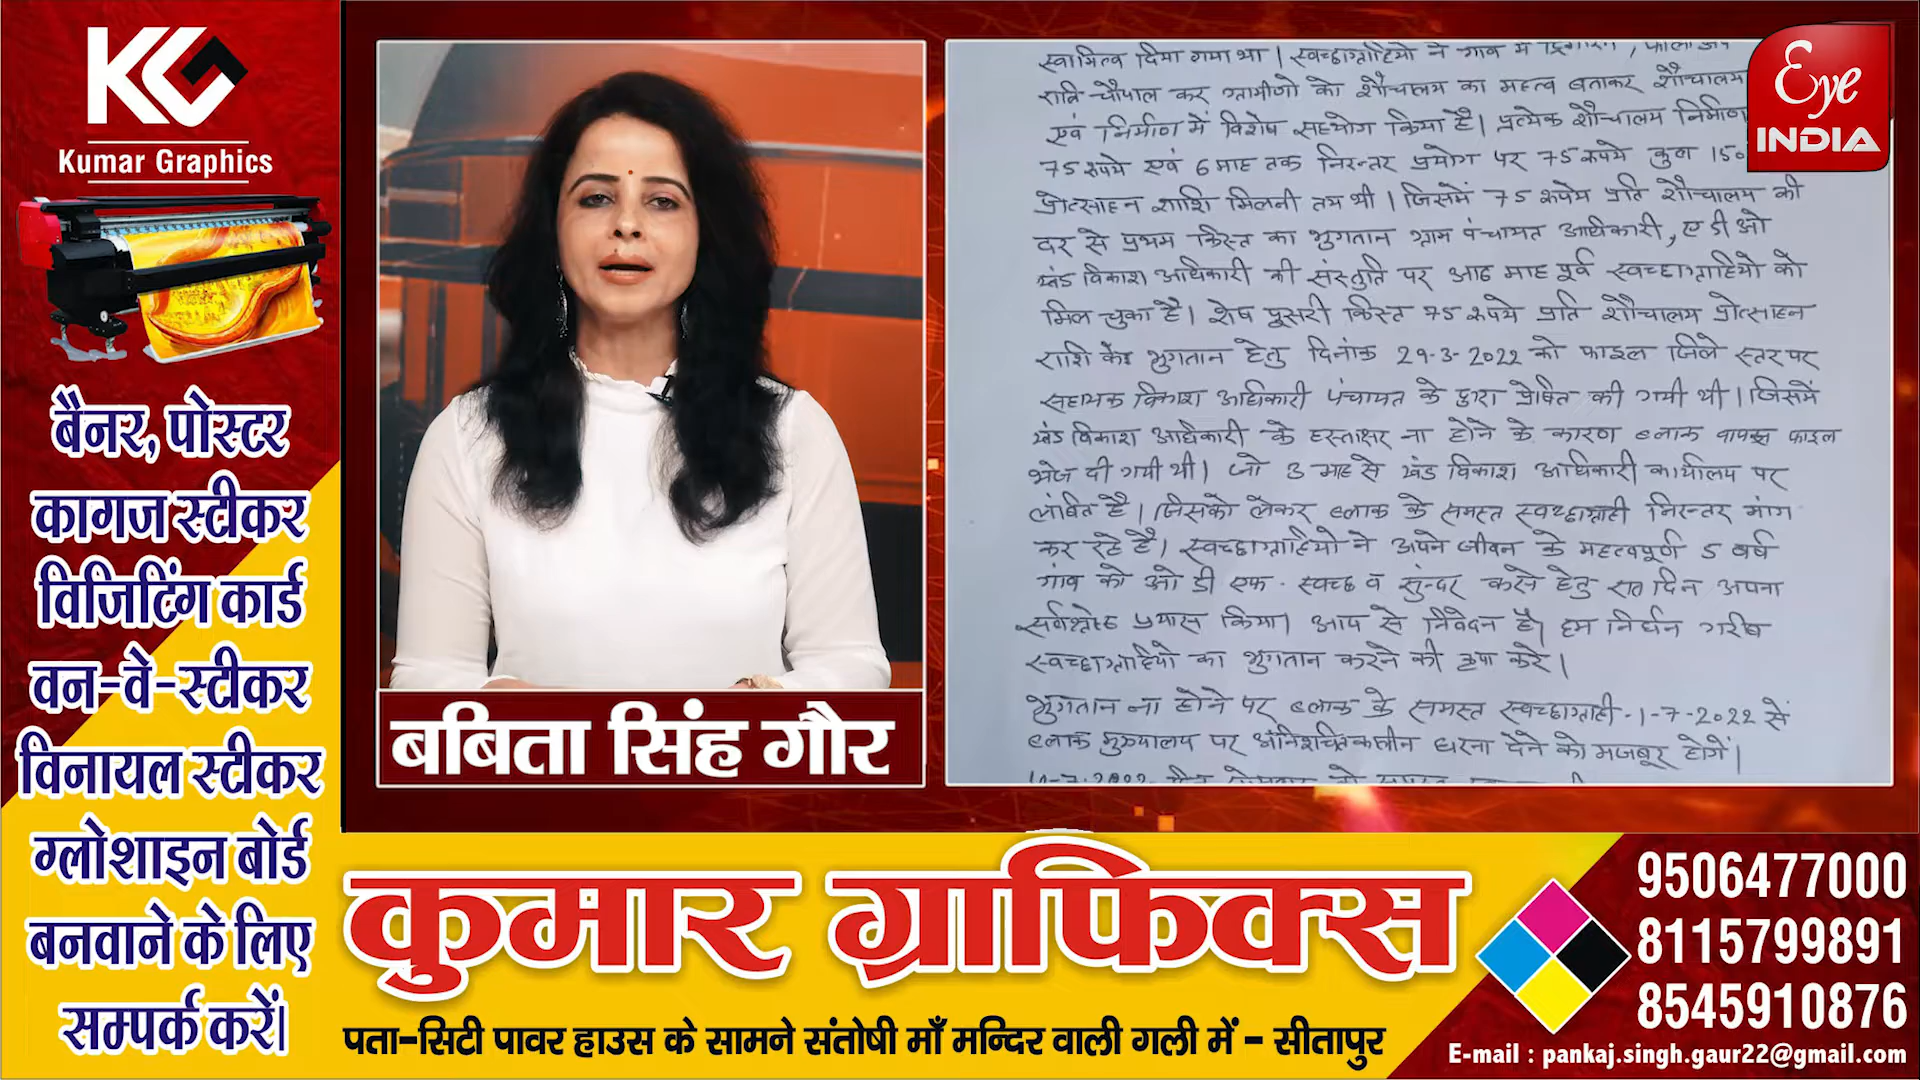 KG
Kumar Graphics
बैनर, पोस्टर
कागज स्टीकर
विजिटिंग कार्ड
वन-वे-स्टीकर
विनायल स्टीकर
ग्लोशाइन बोर्ड
बनवाने के लिए
सम्पर्क करें।
बबिता सिंह गौर
स्वामित्व दिया गया था। स्वच्छाग्राहियो ने गाव में
रात्रि चौपाल कर ग्रामीणो को शौचालय का महत्व बताकर शौचालय
एवं निर्माण में विशेष सहयोग किया है। प्रत्येक शौचालय निर्माण
75 रुपये एवं 6 माह तक निरन्तर प्रयोग पर 75 रूपये कुल 150
प्रोत्साहन राशि मिलनी तय थी। जिसमें 75 रूपये प्रति शौचालय की
दर से प्रथम किस्त का भुगतान ग्राम पंचायत अधिकारी, ए डी ओ
खंड विकाश अधिकारी की संस्तुति पर आठ माह पूर्व स्वच्छाग्राहियो को
मिल चुका है। शेष दूसरी किस्त 75 रूपये प्रति शौचालय प्रोत्साहन
राशि भुगतान हेतु दिनांक 29-3-2022 को फाइल जिले स्तर पर
सहायक विकाश अधिकारी पंचायत के द्वारा प्रेषित की गयी थी। जिसमें
खंड विकाश अधिकारी के हस्ताक्षर ना होने के कारण ब्लाक वापस फाइल
भेज दी गयी थी। जो 3 माह से खंड विकाश अधिकारी कार्यालय पर
लंबित है। जिसको लेकर ब्लाक के समस्त स्वच्छाग्राही निरन्तर मांग
कर रहे है। स्वच्छाग्राहियो ने अपने जीवन के महत्वपूर्ण 5 वर्ष
गांव को ओ डी एफ. स्वच्छ व सुंन्दर करने हेतु रात दिन अपना
सर्वश्रेष्ठ प्रयास किया। आप से निवेदन है। हम निर्धन गरीब
स्वच्छाग्राहियो का भुगतान करने की कृपा करे।
भुगतान ना होने पर ब्लाक के समस्त स्वच्छाग्राही. 1-7-2022 से
ब्लाक मुख्यालय पर अनिशचितकालीन धरना देने को मजबूर होगें।
Eye
INDIA
कुमार ग्राफिक्स
पता-सिटी पावर हाउस के सामने संतोषी माँ मन्दिर वाली गली में - सीतापुर
9506477000
8115799891
8545910876
E-mail : pankaj.singh.gaur22@gmail.com